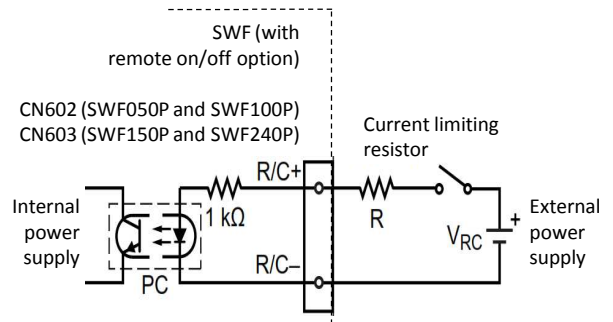 SWF (with
remote on/off option)
CN602 (SWF050P and SWF100P)
CN603 (SWF150P and SWF240P)
Current limiting
resistor
R/C+
1 kΩ
R
Internal
power
supply
PC
R/C–
VRC
+
External
power
supply